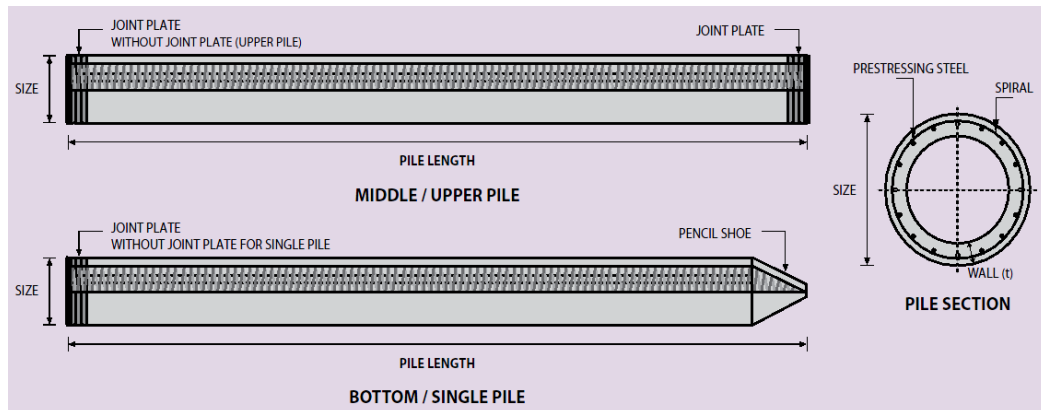 JOINT PLATE
WITHOUT JOINT PLATE (UPPER PILE)
JOINT PLATE
SIZE
PILE LENGTH
MIDDLE / UPPER PILE
JOINT PLATE
WITHOUT JOINT PLATE FOR SINGLE PILE
PENCIL SHOE
SIZE
PILE LENGTH
BOTTOM / SINGLE PILE
PRESTRESSING STEEL
SPIRAL
SIZE
WALL (t)
PILE SECTION